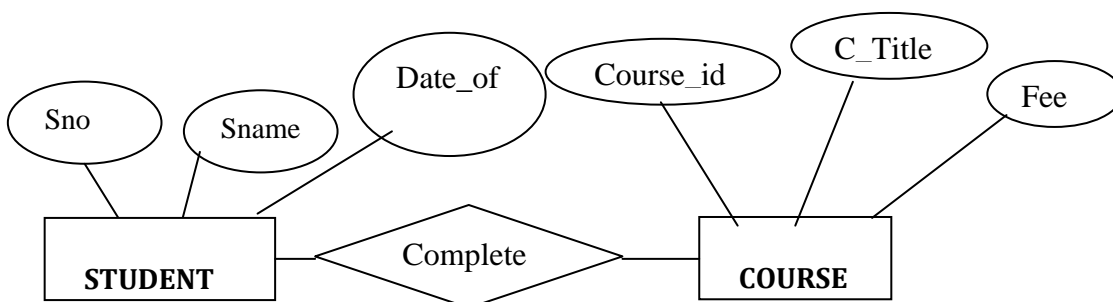 C_Title
Date_of
Course_id
Fee
Sno
Sname
Complete
STUDENT
COURSE